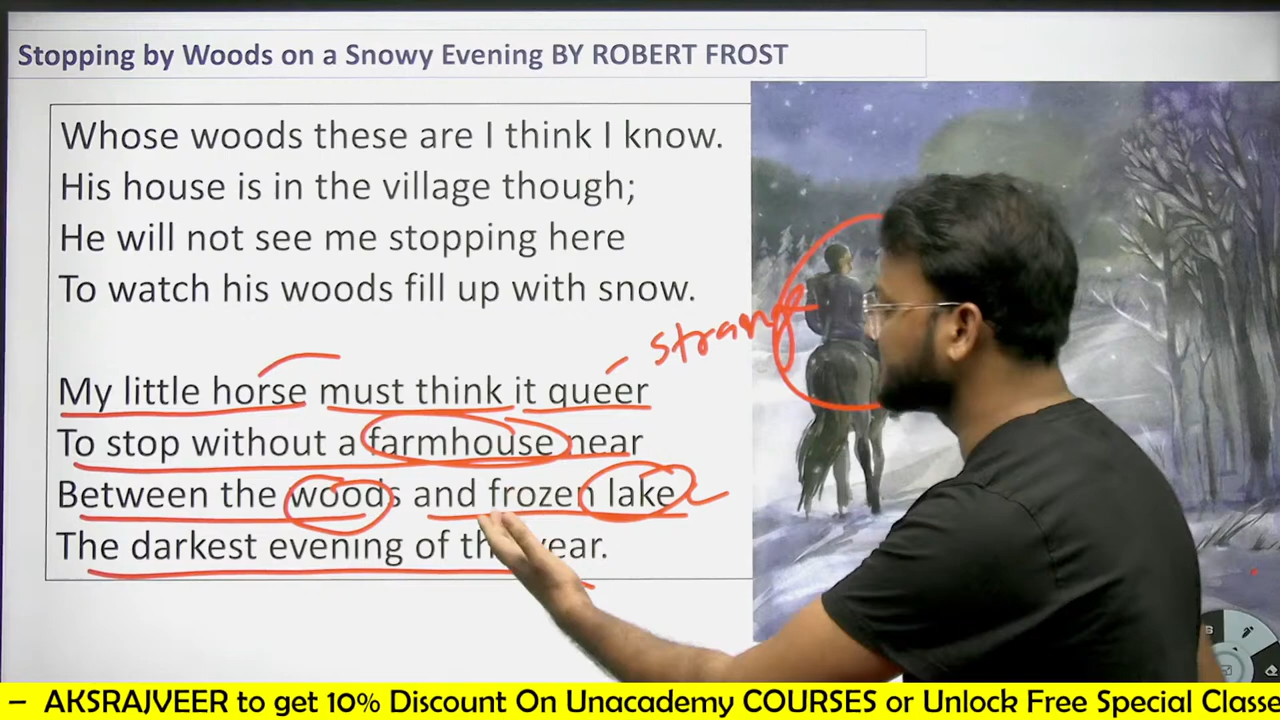 Stopping by Woods on a Snowy Evening BY ROBERT FROST
Whose woods these are I think I know.
His house is in the village though;
He will not see me stopping here
To watch his woods fill up with snow.
strange
My little horse must think it queer
To stop without a farmhouse near
Between the woods and frozen lake
The darkest evening of the year.
– AKSRAJVEER to get 10% Discount On Unacademy COURSES or Unlock Free Special Classe